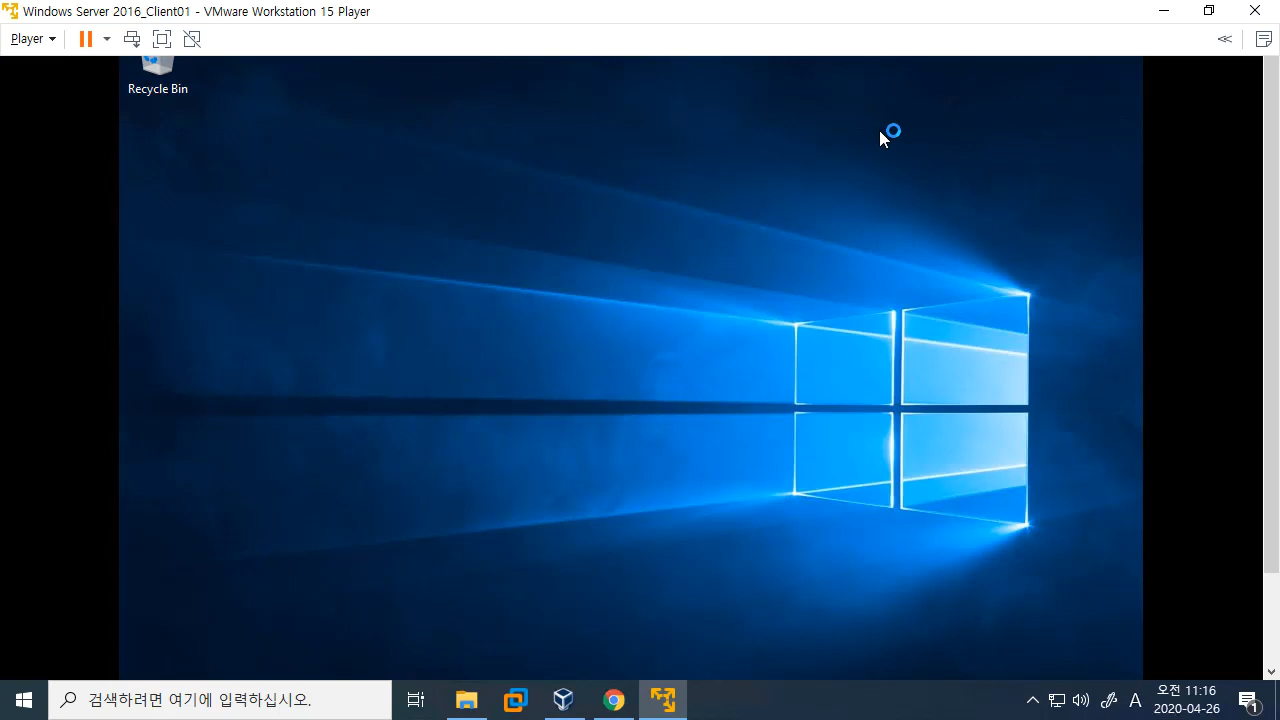 Windows Server 2016_Client01 - VMware Workstation 15 Player
Player
Recycle Bin
검색하려면 여기에 입력하십시오.
A
오전 11:16
2020-04-26
1